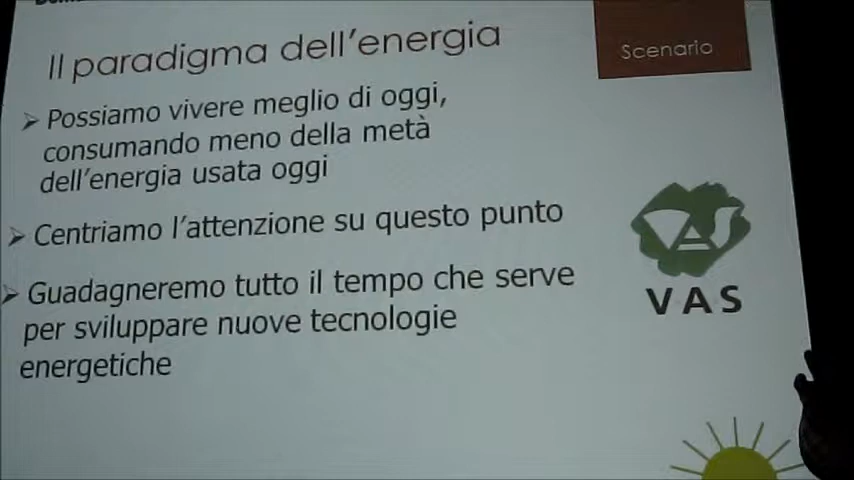 Il paradigma dell'energia
Scenario
➢ Possiamo vivere meglio di oggi,
consumando meno della metà
dell'energia usata oggi
➢ Centriamo l'attenzione su questo punto
➢ Guadagneremo tutto il tempo che serve
per sviluppare nuove tecnologie
energetiche
VAS
VAS